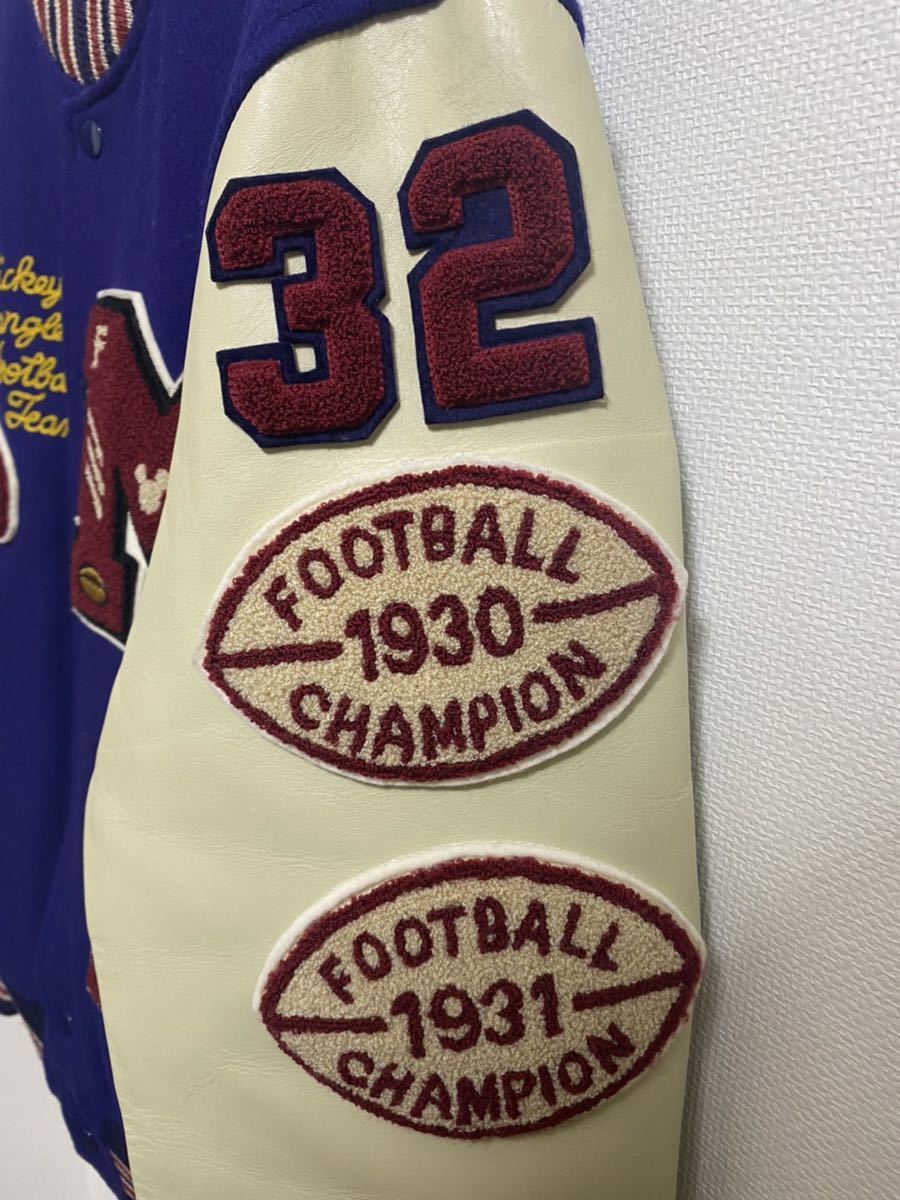 32
FOOTBALL
1930
CHAMPION
FOOTBALL
1931
CHAMPION
M